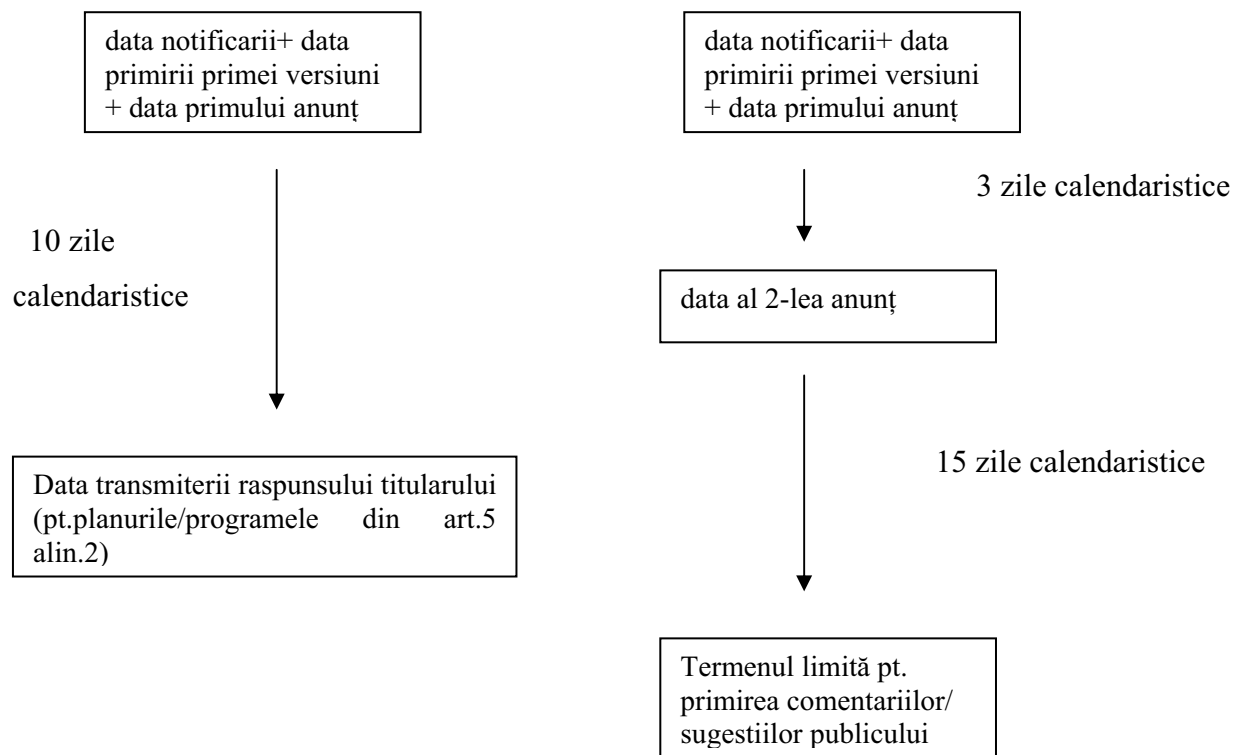 data notificarii+ data
primirii primei versiuni
+ data primului anunț
10 zile
calendaristice
Data transmiterii raspunsului titularului
(pt.planurile/programele din art.5
alin.2)
data notificarii+ data
primirii primei versiuni
+ data primului anunț
3 zile calendaristice
data al 2-lea anunț
15 zile calendaristice
Termenul limită pt.
primirea comentariilor/
sugestiilor publicului